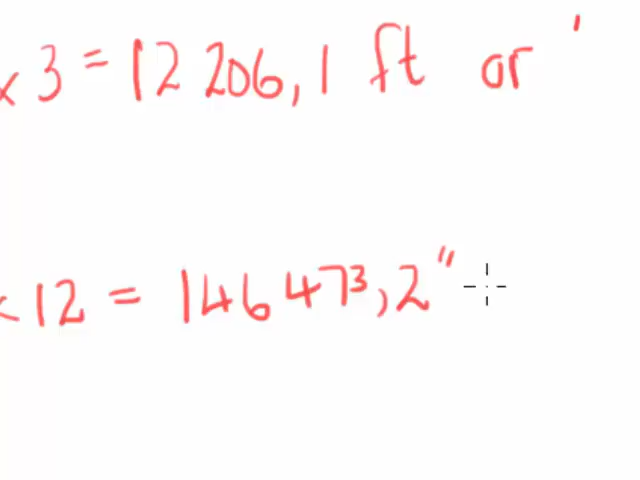 x 3 = 12 206,1 ft or '
x 12 = 146 473,2"